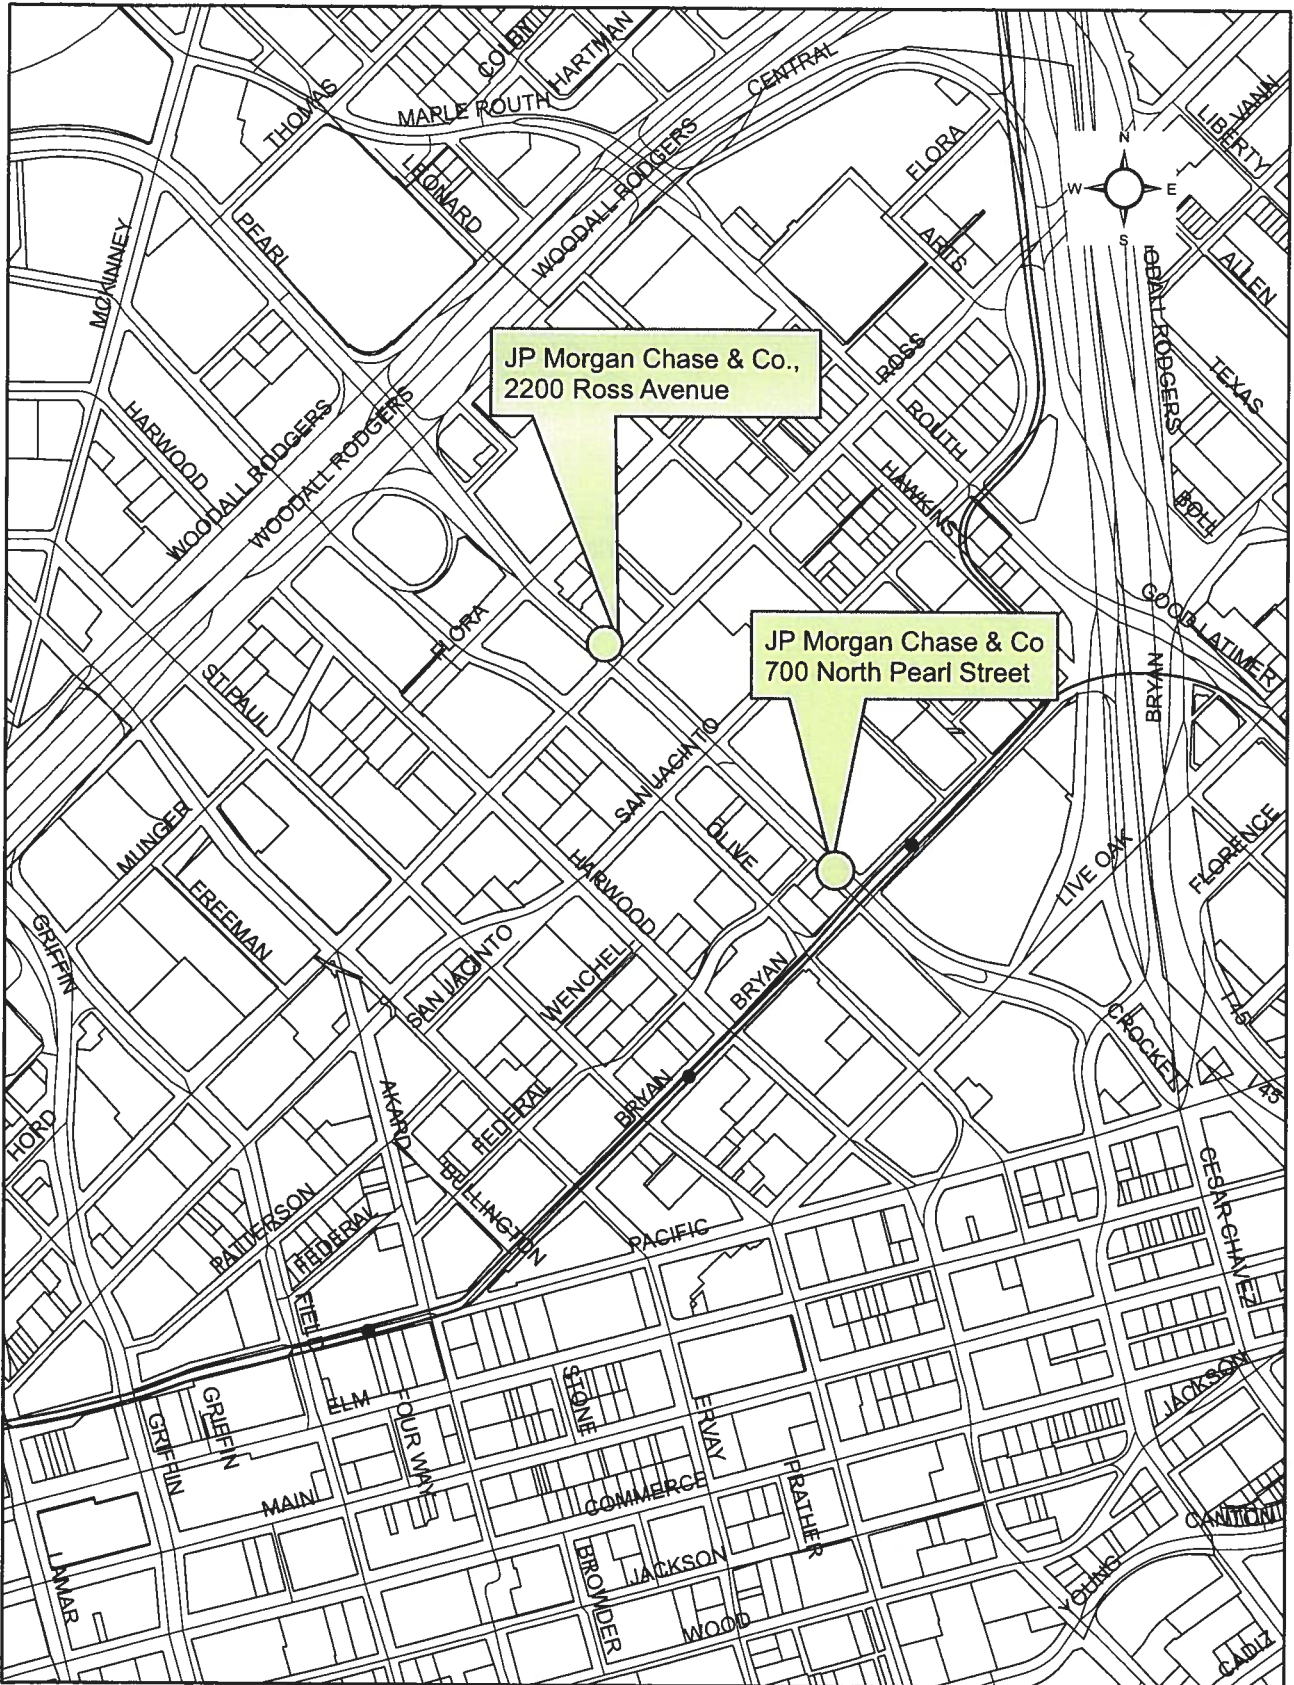 COLBY
HARTMAN
CENTRAL
THOMAS
MAPLE ROUTH
VANN
LIBERTY
FLORA
N
W
E
S
LEONARD
WOODALL RODGERS
PEARL
MCKINNEY
ARTS
ALLEN
JP Morgan Chase & Co.,
2200 Ross Avenue
ROSS
TEXAS
HARWOOD
WOODALL RODGERS
WOODALL RODGERS
ROUTH
HAWKINS
BOLL
GOOD LATIMER
FLORA
JP Morgan Chase & Co
700 North Pearl Street
ST PAUL
BRYAN
SAN JACINTO
MUNGER
OLIVE
LIVE OAK
FLORENCE
HARWOOD
FREEMAN
GRIFFIN
SAN JACINTO
WENCHEL
BRYAN
I 45
CROCKETT
I 45
AKARD
FEDERAL
BRYAN
HORD
BULLINGTON
CESAR CHAVEZ
PATTERSON
FEDERAL
PACIFIC
FIELD
ELM
FOUR WAY
STONE
ERVAY
JACKSON
GRIFFIN
GRIFFIN
MAIN
COMMERCE
PRATHER
CANTON
LAMAR
BROWDER
JACKSON
YOUNG
WOOD
CADIZ